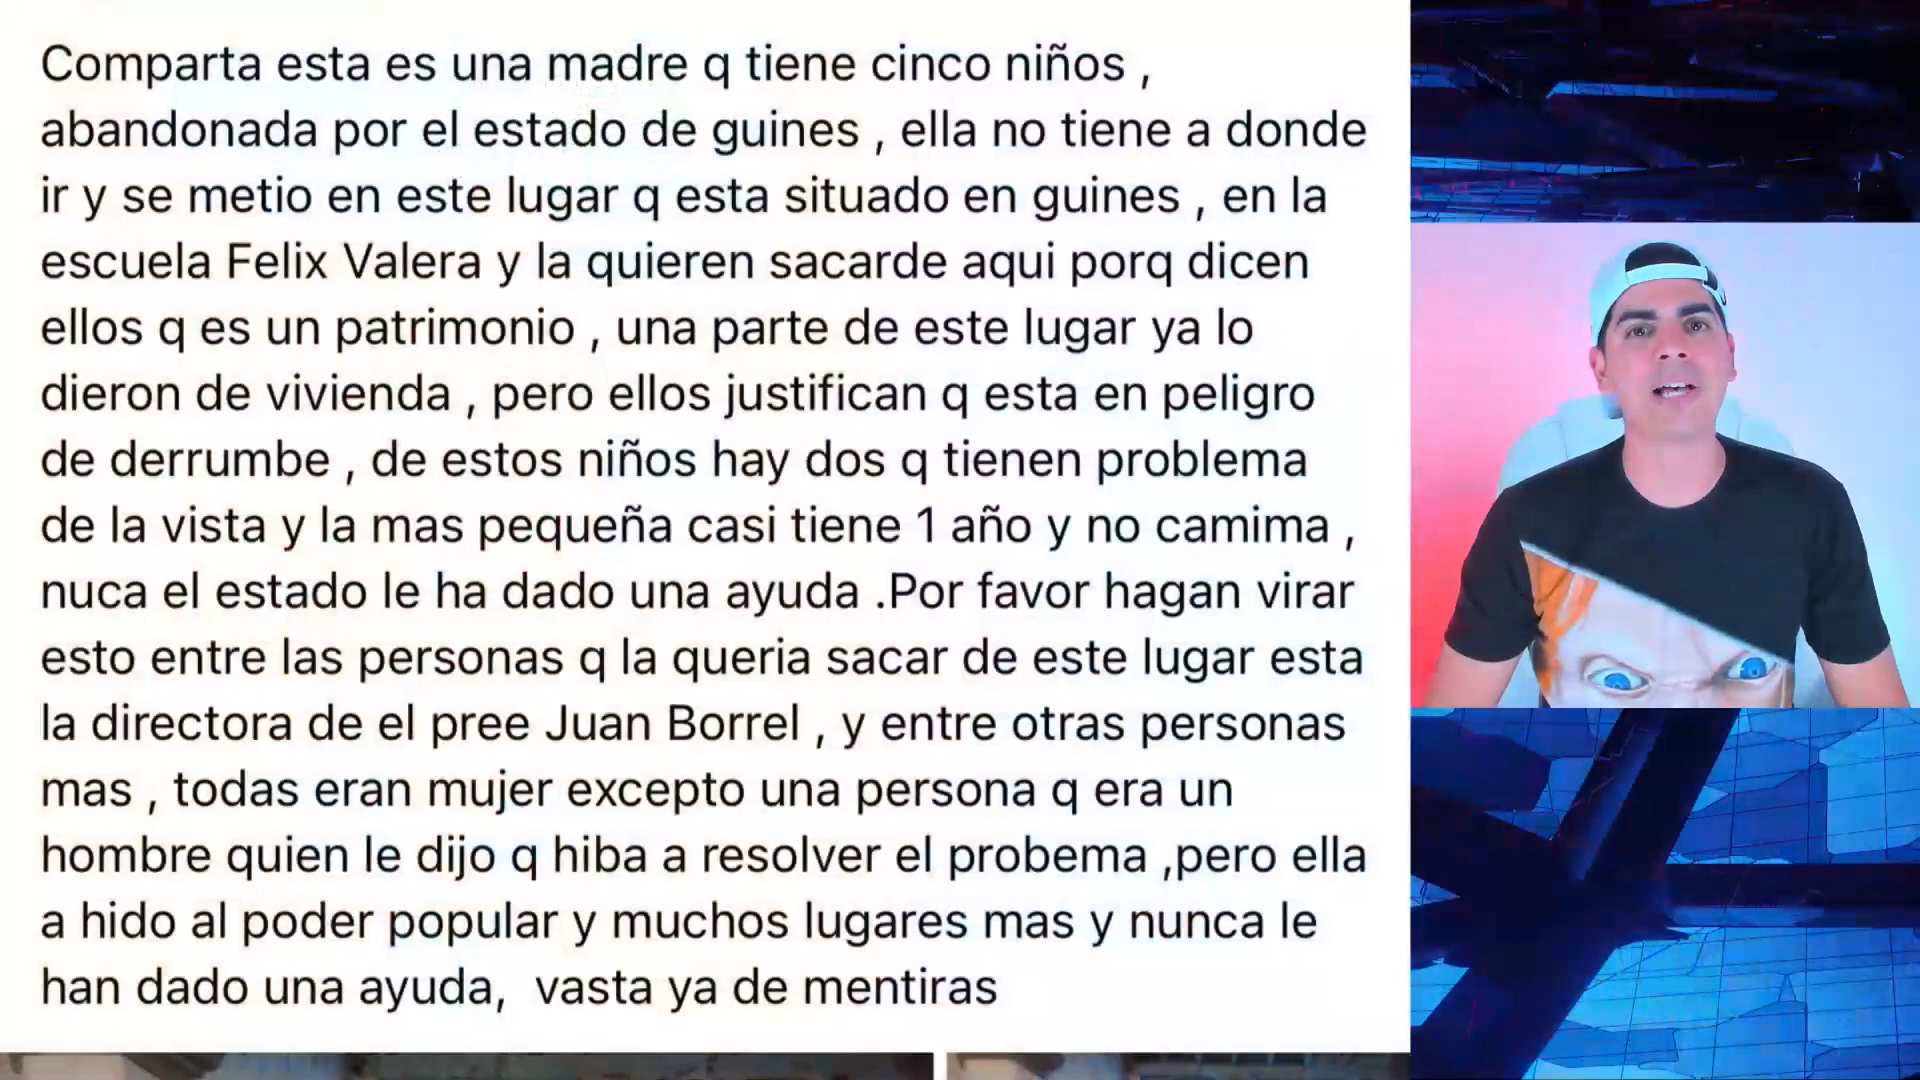 Comparta esta es una madre q tiene cinco niños ,
abandonada por el estado de guines , ella no tiene a donde
ir y se metio en este lugar q esta situado en guines , en la
escuela Felix Valera y la quieren sacarde aqui porq dicen
ellos q es un patrimonio , una parte de este lugar ya lo
dieron de vivienda , pero ellos justifican q esta en peligro
de derrumbe , de estos niños hay dos q tienen problema
de la vista y la mas pequeña casi tiene 1 año y no camima ,
nuca el estado le ha dado una ayuda .Por favor hagan virar
esto entre las personas q la queria sacar de este lugar esta
la directora de el pree Juan Borrel , y entre otras personas
mas , todas eran mujer excepto una persona q era un
hombre quien le dijo q hiba a resolver el probema ,pero ella
a hido al poder popular y muchos lugares mas y nunca le
han dado una ayuda,  vasta ya de mentiras